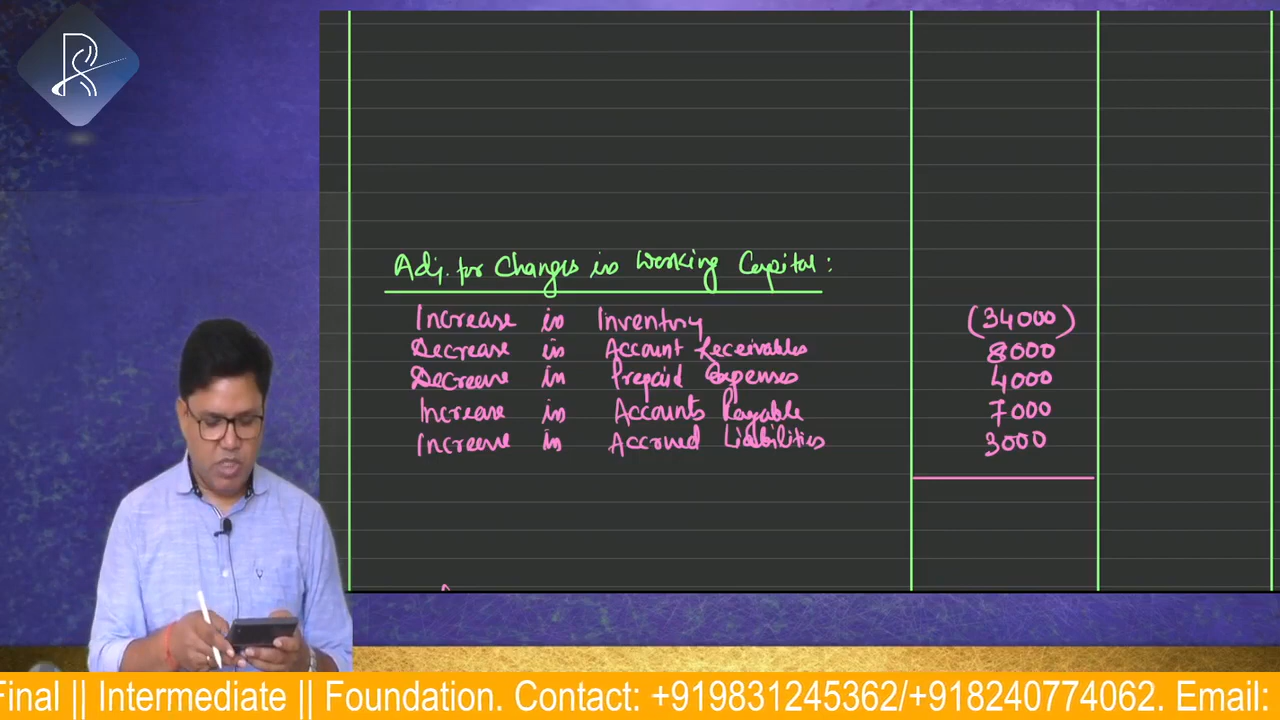 Adj. for Changes in Working Capital:
Increase in Inventory (34000)
Decrease in Account Receivables 8000
Decrease in Prepaid Expenses 4000
Increase in Accounts Payable 7000
Increase in Accrued Liabilities 3000
Final || Intermediate || Foundation. Contact: +919831245362/+918240774062. Email: